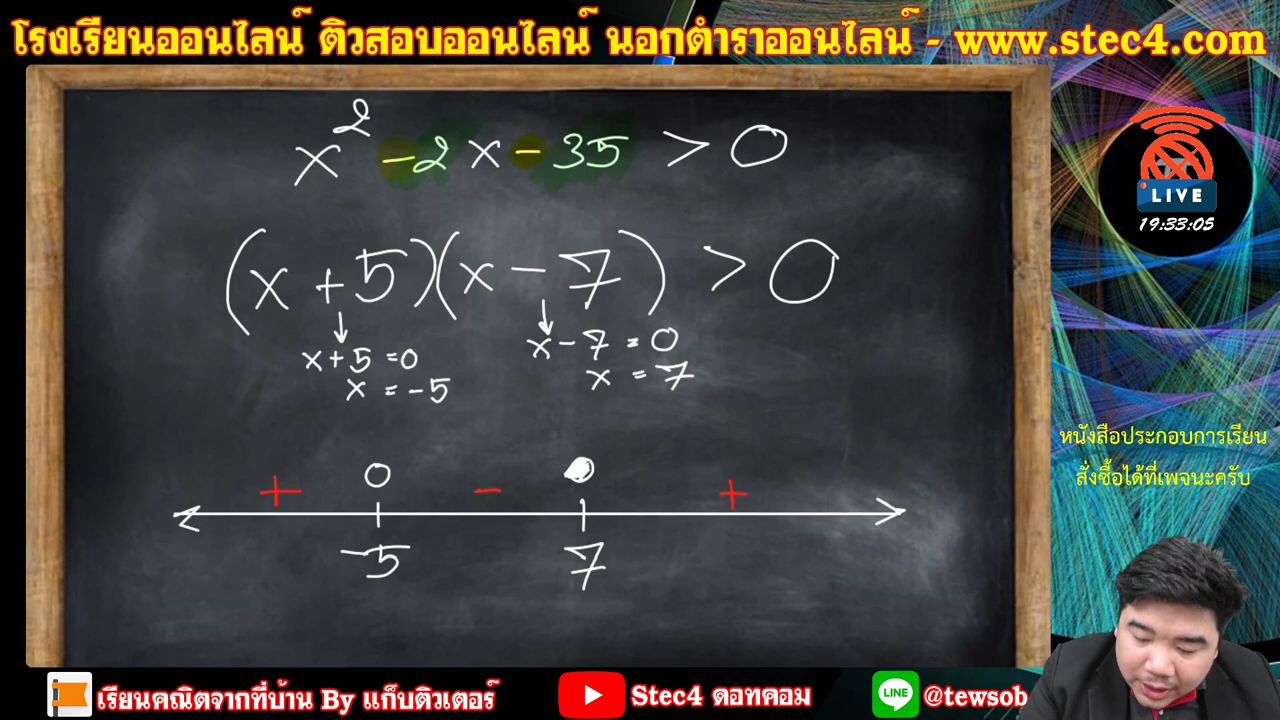 โรงเรียนออนไลน์ ติวสอบออนไลน์ นอกตำราออนไลน์ - www.stec4.com
x² -2x - 35 > 0
LIVE
19:33:05
(x + 5)(x - 7) > 0
x+5 =0
x - 7 = 0
x = -5
x = 7
หนังสือประกอบการเรียน
สั่งซื้อได้ที่เพจนะครับ
+ - +
-5 7
เรียนคณิตจากที่บ้าน By แก็บติวเตอร์
Stec4 ดอทคอม
LINE
@tewsob